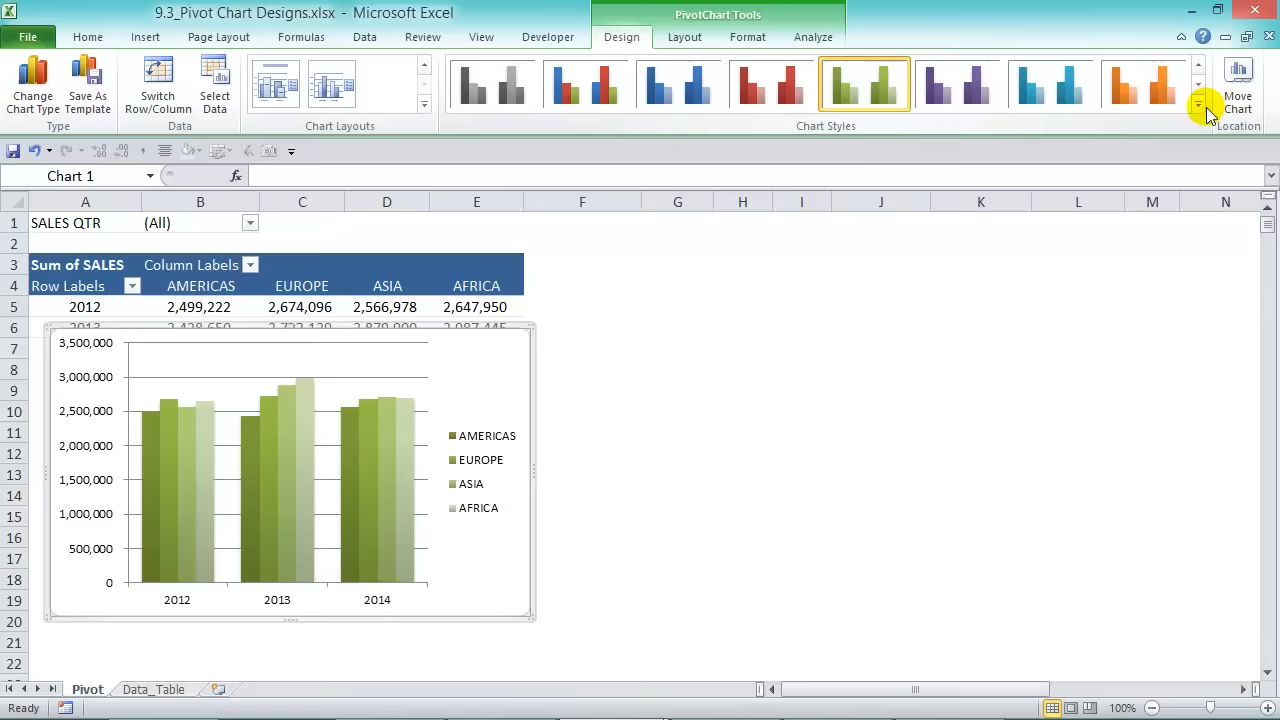 9.3_Pivot Chart Designs.xlsx - Microsoft Excel
PivotChart Tools
File Home Insert Page Layout Formulas Data Review View Developer Design Layout Format Analyze
Change Chart Type
Save As Template
Switch Row/Column
Select Data
Move Chart
Type Data Chart Layouts Chart Styles Location
Chart 1 fx
A B C D E F G H I J K L M N
1 SALES QTR (All)
2
3 Sum of SALES Column Labels
4 Row Labels AMERICAS EUROPE ASIA AFRICA
5 2012 2,499,222 2,674,096 2,566,978 2,647,950
6
7
8
9
10
11
12
13
14
15
16
17
18
19
20
21
22
3,500,000
3,000,000
2,500,000
2,000,000
1,500,000
1,000,000
500,000
0
2012 2013 2014
AMERICAS
EUROPE
ASIA
AFRICA
Pivot Data_Table
Ready 100%